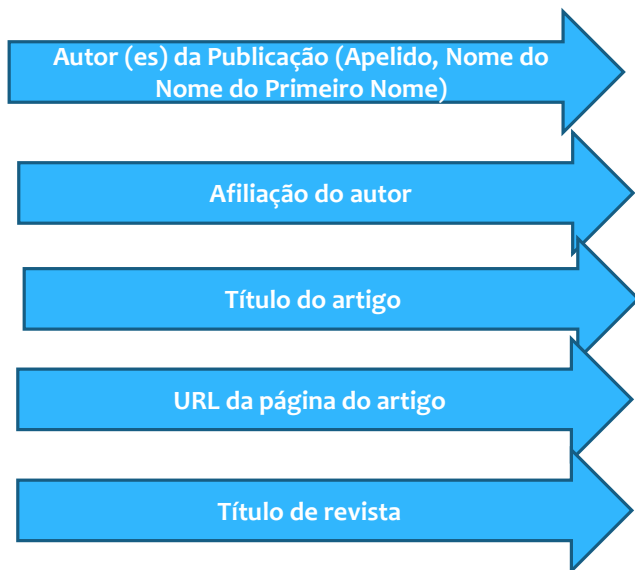 Autor (es) da Publicação (Apelido, Nome do
Nome do Primeiro Nome)
Afiliação do autor
Título do artigo
URL da página do artigo
Título de revista